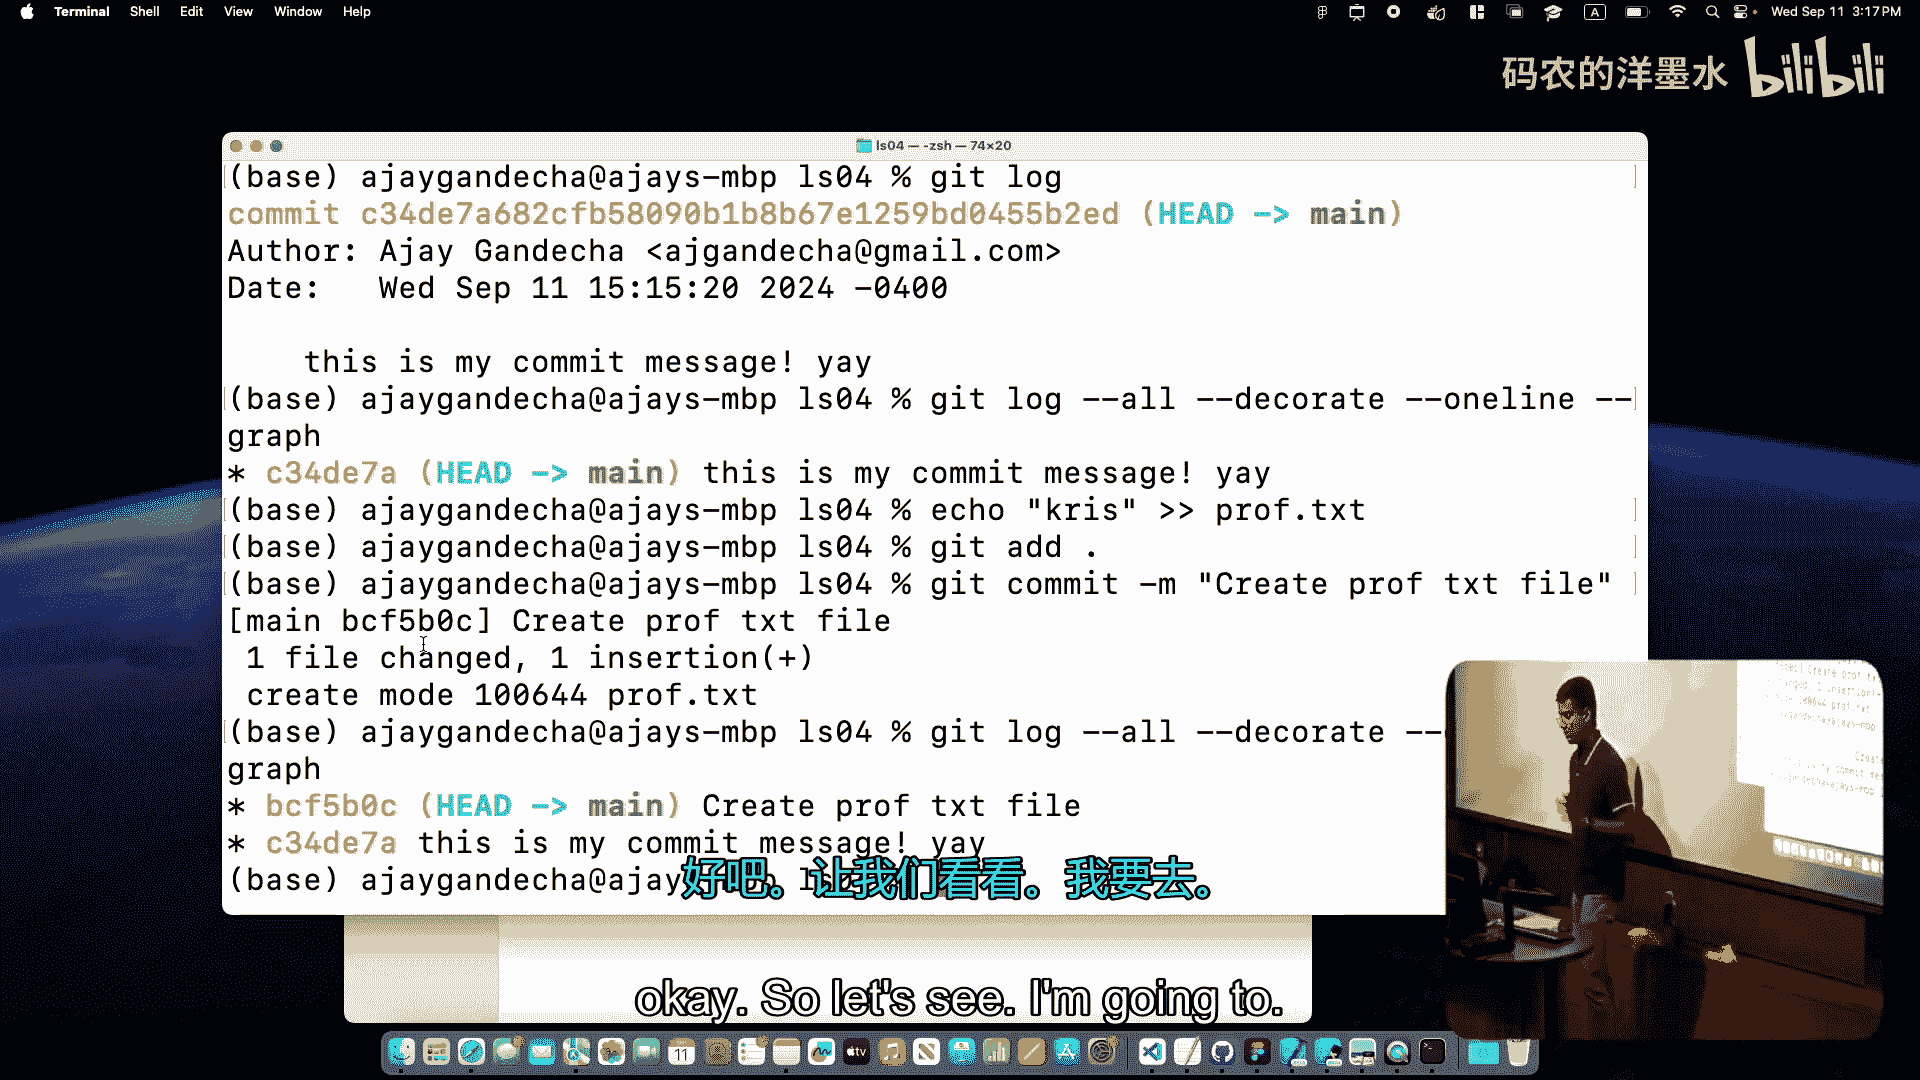 Terminal Shell Edit View Window Help
A Wed Sep 11 3:17 PM
码农的洋墨水 bilibili
ls04 — -zsh — 74×20
(base) ajaygandecha@ajays-mbp ls04 % git log
commit c34de7a682cfb58090b1b8b67e1259bd0455b2ed (HEAD -> main)
Author: Ajay Gandecha <ajgandecha@gmail.com>
Date:   Wed Sep 11 15:15:20 2024 -0400
this is my commit message! yay
(base) ajaygandecha@ajays-mbp ls04 % git log --all --decorate --oneline --
graph
* c34de7a (HEAD -> main) this is my commit message! yay
(base) ajaygandecha@ajays-mbp ls04 % echo "kris" >> prof.txt
(base) ajaygandecha@ajays-mbp ls04 % git add .
(base) ajaygandecha@ajays-mbp ls04 % git commit -m "Create prof txt file"
[main bcf5b0c] Create prof txt file
1 file changed, 1 insertion(+)
create mode 100644 prof.txt
(base) ajaygandecha@ajays-mbp ls04 % git log --all --decorate --
graph
* bcf5b0c (HEAD -> main) Create prof txt file
* c34de7a this is my commit message! yay
(base) ajaygandecha@ajay
好吧。让我们看看。我要去。
okay. So let's see. I'm going to.
11
tv